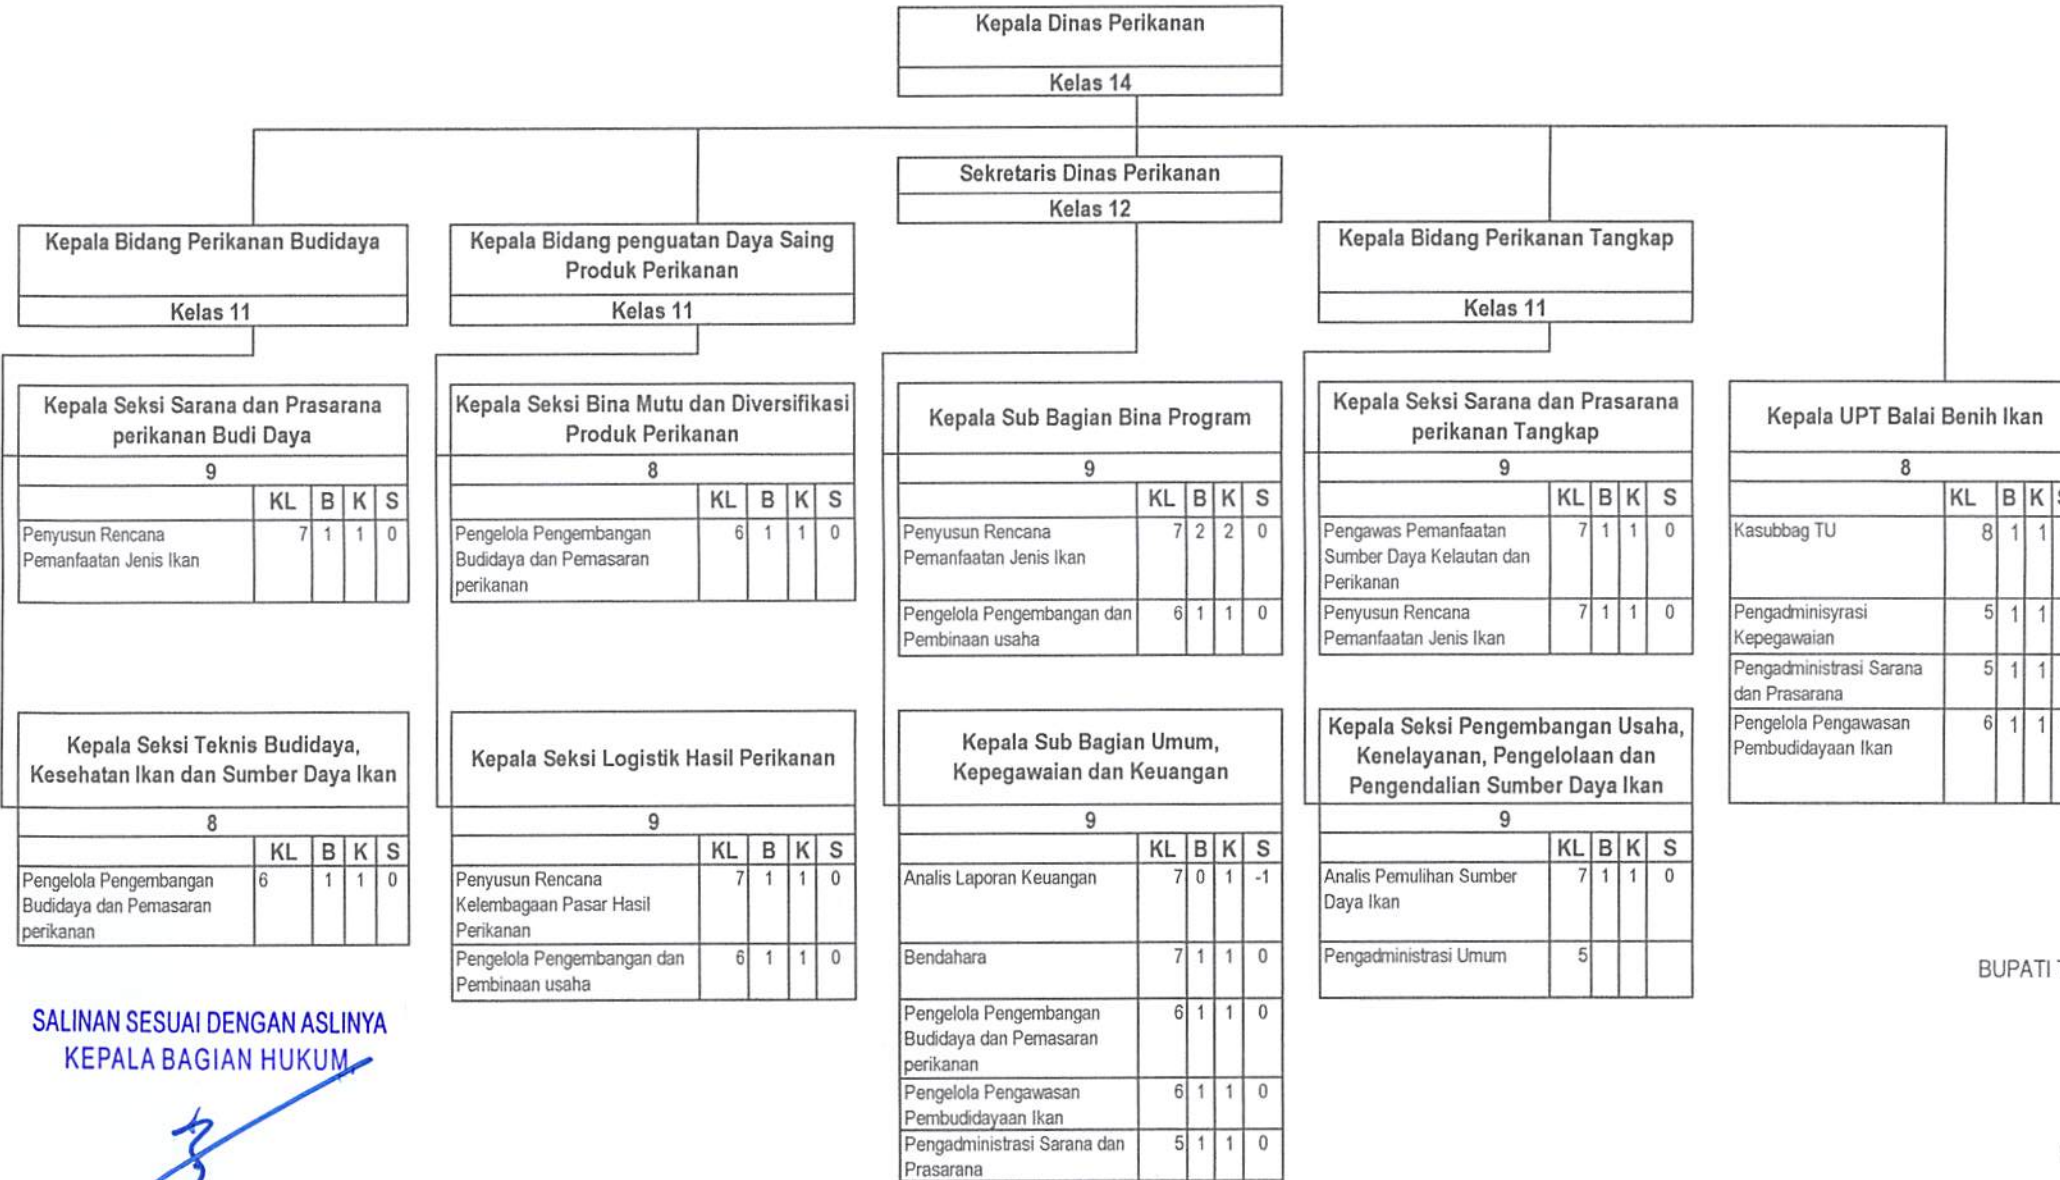 Kepala Dinas Perikanan
Kelas 14
Sekretaris Dinas Perikanan
Kelas 12
Kepala Bidang Perikanan Budidaya
Kelas 11
Kepala Bidang penguatan Daya Saing
Produk Perikanan
Kelas 11
Kepala Bidang Perikanan Tangkap
Kelas 11
Kepala Seksi Sarana dan Prasarana
perikanan Budi Daya
9
KL B K S
Penyusun Rencana 7 1 1 0
Pemanfaatan Jenis Ikan
Kepala Seksi Teknis Budidaya,
Kesehatan Ikan dan Sumber Daya Ikan
8
KL B K S
Pengelola Pengembangan 6 1 1 0
Budidaya dan Pemasaran
perikanan
Kepala Seksi Bina Mutu dan Diversifikasi
Produk Perikanan
8
KL B K S
Pengelola Pengembangan 6 1 1 0
Budidaya dan Pemasaran
perikanan
Kepala Seksi Logistik Hasil Perikanan
9
KL B K S
Penyusun Rencana 7 1 1 0
Kelembagaan Pasar Hasil
Perikanan
Pengelola Pengembangan dan 6 1 1 0
Pembinaan usaha
Kepala Sub Bagian Bina Program
9
KL B K S
Penyusun Rencana 7 2 2 0
Pemanfaatan Jenis Ikan
Pengelola Pengembangan dan 6 1 1 0
Pembinaan usaha
Kepala Sub Bagian Umum,
Kepegawaian dan Keuangan
9
KL B K S
Analis Laporan Keuangan 7 0 1 -1
Bendahara 7 1 1 0
Pengelola Pengembangan 6 1 1 0
Budidaya dan Pemasaran
perikanan
Pengelola Pengawasan 6 1 1 0
Pembudidayaan Ikan
Pengadministrasi Sarana dan 5 1 1 0
Prasarana
Kepala Seksi Sarana dan Prasarana
perikanan Tangkap
9
KL B K S
Pengawas Pemanfaatan 7 1 1 0
Sumber Daya Kelautan dan
Perikanan
Penyusun Rencana 7 1 1 0
Pemanfaatan Jenis Ikan
Kepala Seksi Pengembangan Usaha,
Kenelayanan, Pengelolaan dan
Pengendalian Sumber Daya Ikan
9
KL B K S
Analis Pemulihan Sumber 7 1 1 0
Daya Ikan
Pengadministrasi Umum 5
Kepala UPT Balai Benih Ikan
8
KL B K
Kasubbag TU 8 1 1
Pengadminisyrasi 5 1 1
Kepegawaian
Pengadministrasi Sarana 5 1 1
dan Prasarana
Pengelola Pengawasan 6 1 1
Pembudidayaan Ikan
BUPATI
SALINAN SESUAI DENGAN ASLINYA
KEPALA BAGIAN HUKUM,